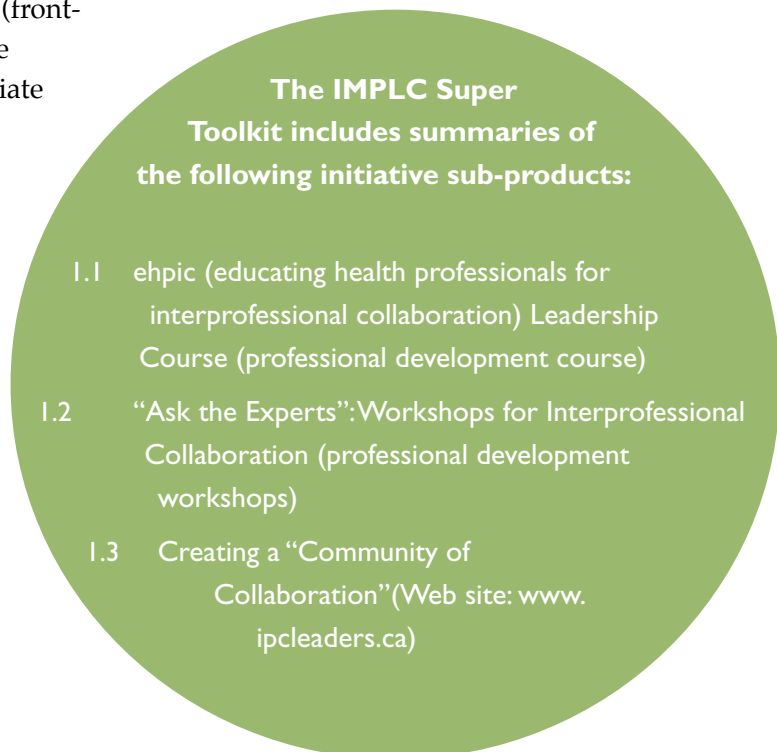 (front-
e
iate
The IMPLC Super
Toolkit includes summaries of
the following initiative sub-products:
1.1 ehpic (educating health professionals for
interprofessional collaboration) Leadership
Course (professional development course)
1.2 “Ask the Experts”: Workshops for Interprofessional
Collaboration (professional development
workshops)
1.3 Creating a “Community of
Collaboration”(Web site: www.
ipcleaders.ca)